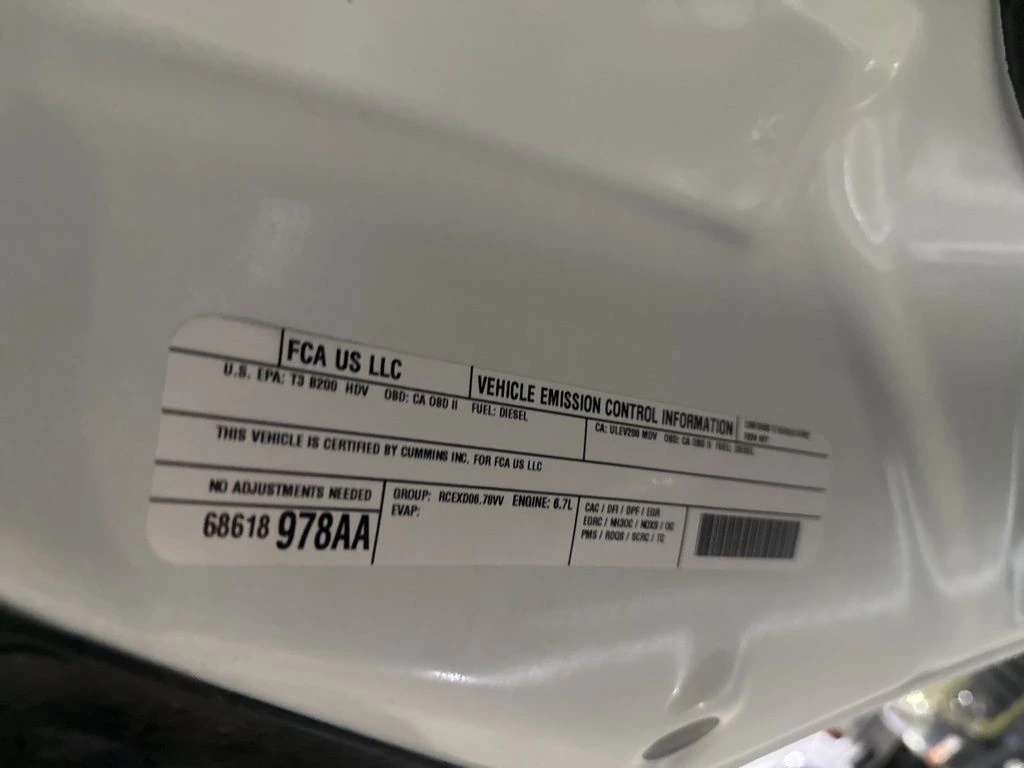 FCA US LLC
VEHICLE EMISSION CONTROL INFORMATION
U.S. EPA: T3 B200 HDV OBD: CA OBD II FUEL: DIESEL
CA: ULEV200 MDV OBD: CA OBD II FUEL: DIESEL
THIS VEHICLE IS CERTIFIED BY CUMMINS INC. FOR FCA US LLC
NO ADJUSTMENTS NEEDED
68618 978AA
GROUP: RCEXD06.78VV ENGINE: 6.7L
EVAP:
CAC / DFI / DPF / EGR
EGRC / NH3OC / NOXS / OC
PMS / RDQS / SCRC / TC